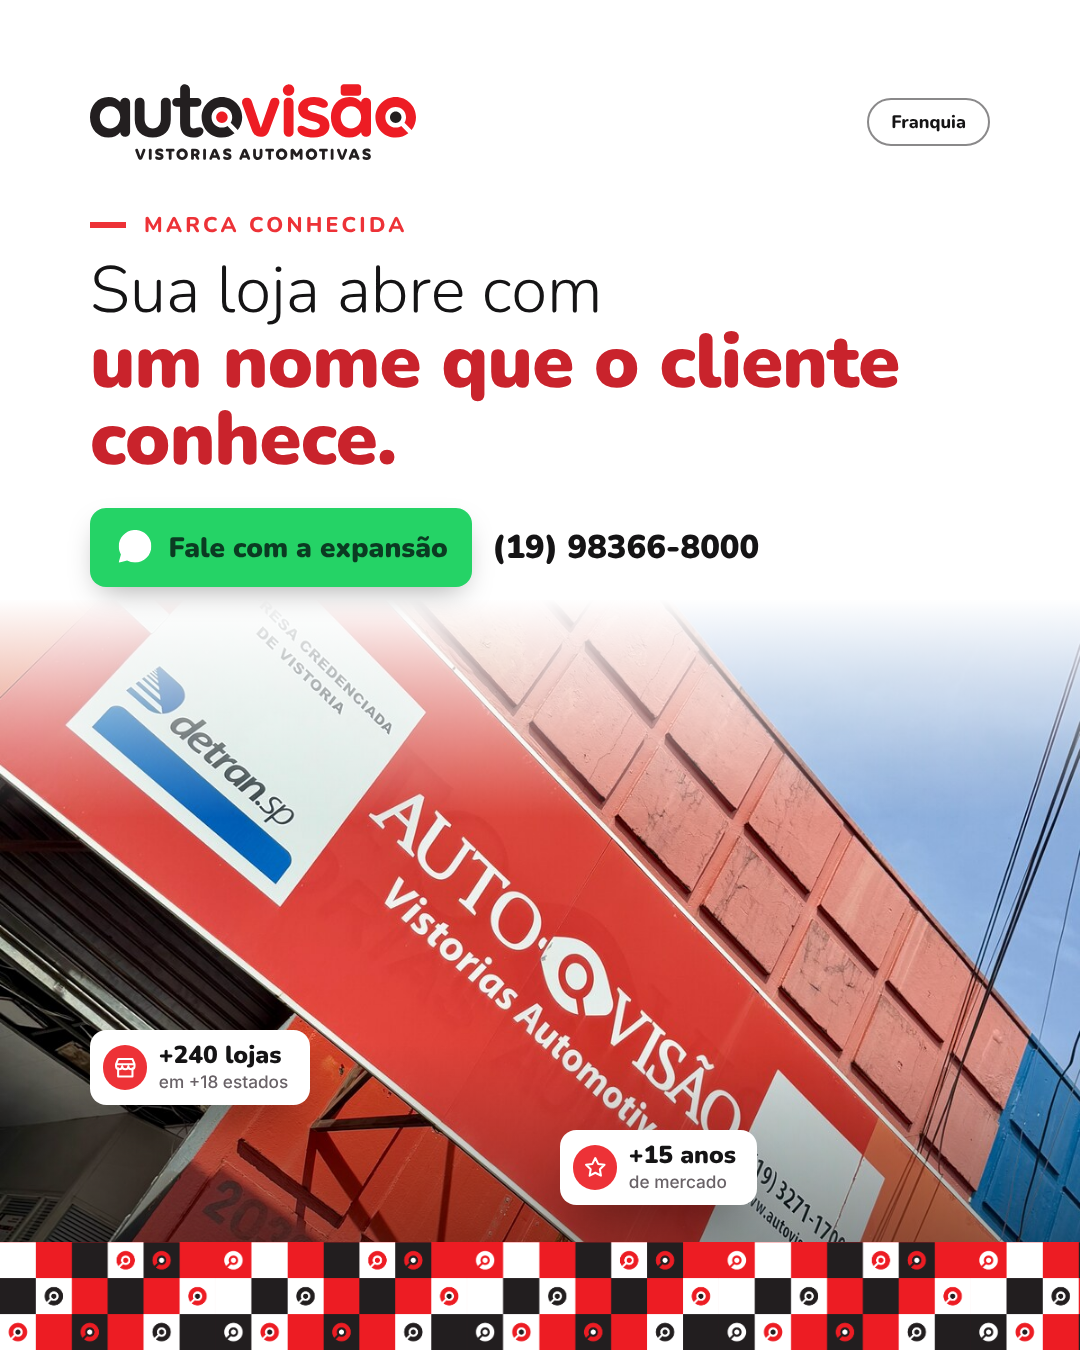 autovisão
VISTORIAS AUTOMOTIVAS
Franquia
MARCA CONHECIDA
Sua loja abre com
um nome que o cliente
conhece.
Fale com a expansão
(19) 98366-8000
CREDENCIADA
DE VISTORIA
detran.sp
AUTO VISÃO
Vistorias
+240 lojas
em +18 estados
+15 anos
de mercado